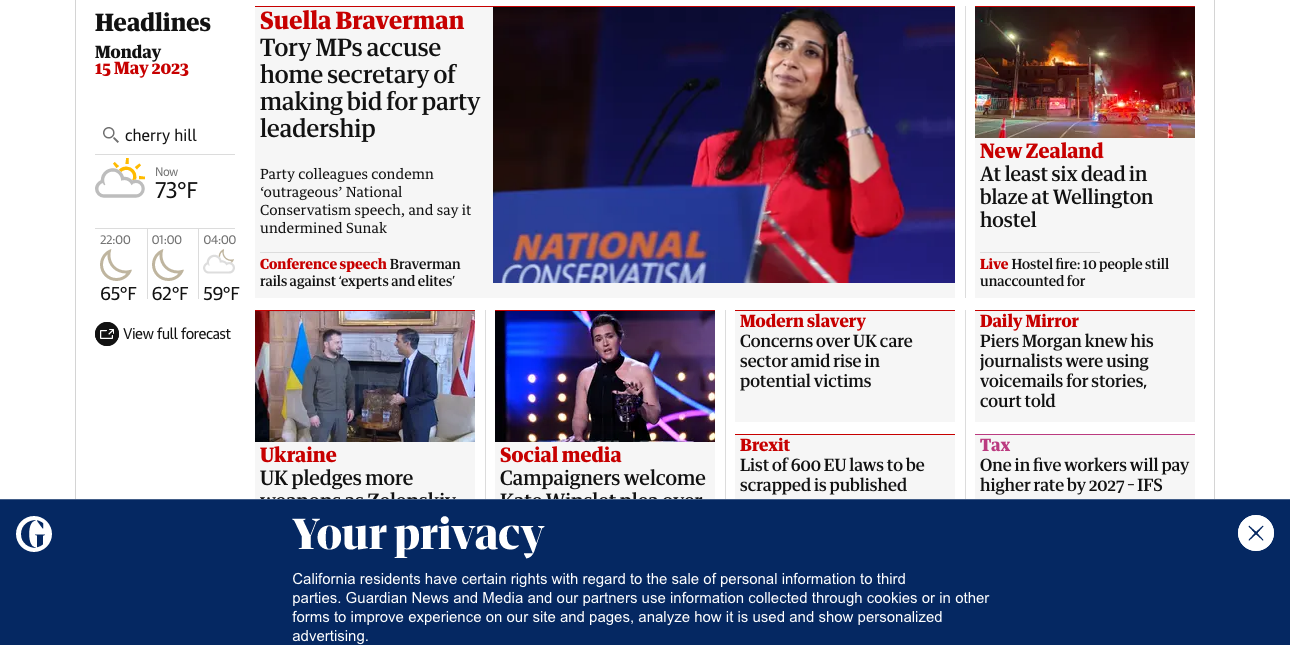 Headlines
Monday
15 May 2023
cherry hill
Now
73°F
22:00
65°F
01:00
62°F
04:00
59°F
View full forecast
Suella Braverman
Tory MPs accuse
home secretary of
making bid for party
leadership
Party colleagues condemn
‘outrageous’ National
Conservatism speech, and say it
undermined Sunak
Conference speech Braverman
rails against ‘experts and elites’
NATIONAL
CONSERVATISM
New Zealand
At least six dead in
blaze at Wellington
hostel
Live Hostel fire: 10 people still
unaccounted for
Ukraine
UK pledges more
weapons as Zelenskiy
Social media
Campaigners welcome
Kate Winslet plea over
Modern slavery
Concerns over UK care
sector amid rise in
potential victims
Daily Mirror
Piers Morgan knew his
journalists were using
voicemails for stories,
court told
Brexit
List of 600 EU laws to be
scrapped is published
Tax
One in five workers will pay
higher rate by 2027 – IFS
G
Your privacy
California residents have certain rights with regard to the sale of personal information to third
parties. Guardian News and Media and our partners use information collected through cookies or in other
forms to improve experience on our site and pages, analyze how it is used and show personalized
advertising.